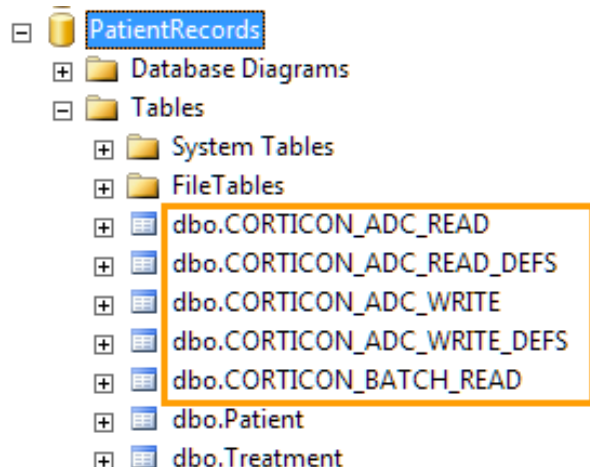 PatientRecords
Database Diagrams
Tables
System Tables
FileTables
dbo.CORTICON_ADC_READ
dbo.CORTICON_ADC_READ_DEFS
dbo.CORTICON_ADC_WRITE
dbo.CORTICON_ADC_WRITE_DEFS
dbo.CORTICON_BATCH_READ
dbo.Patient
dbo.Treatment